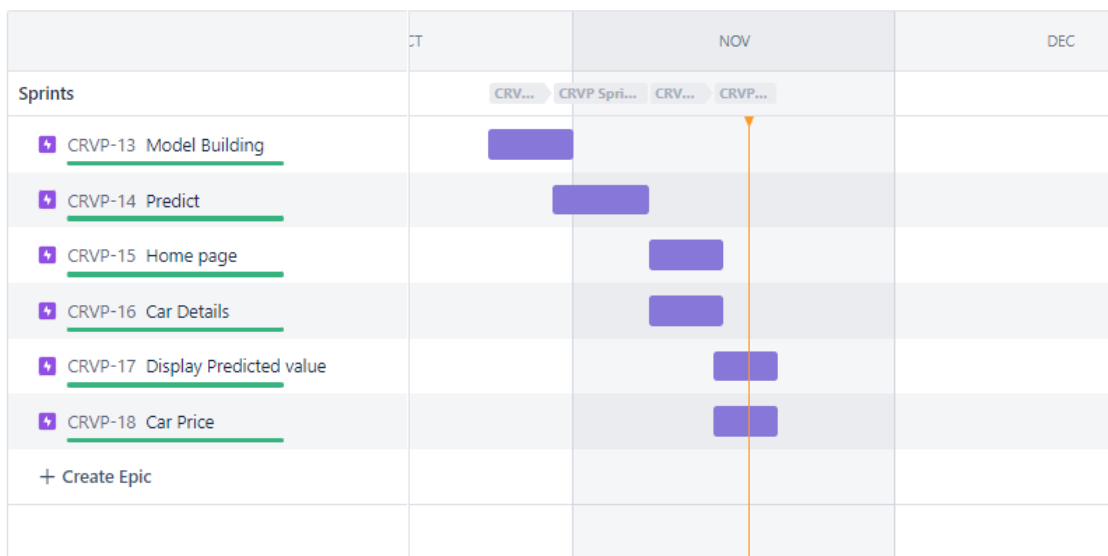 CT NOV DEC
Sprints CRV... CRVP Spri... CRV... CRVP...
CRVP-13 Model Building
CRVP-14 Predict
CRVP-15 Home page
CRVP-16 Car Details
CRVP-17 Display Predicted value
CRVP-18 Car Price
+ Create Epic